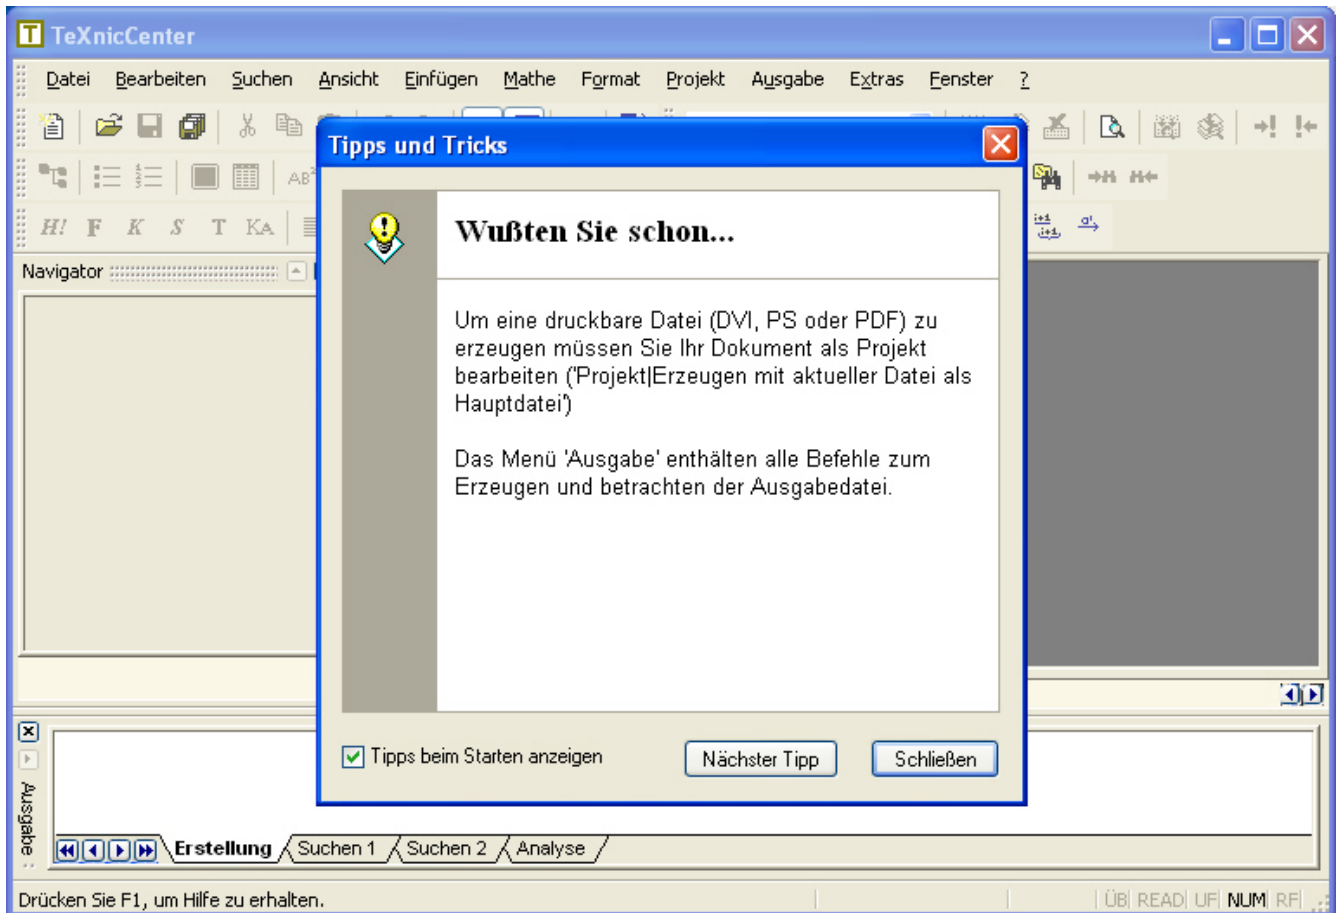 TeXnicCenter
Datei Bearbeiten Suchen Ansicht Einfügen Mathe Format Projekt Ausgabe Extras Fenster ?
Tipps und Tricks
AB²
H! F K S T KA
i+1
i+1
a!
Navigator
Wußten Sie schon...
Um eine druckbare Datei (DVI, PS oder PDF) zu
erzeugen müssen Sie Ihr Dokument als Projekt
bearbeiten ('Projekt|Erzeugen mit aktueller Datei als
Hauptdatei')
Das Menü 'Ausgabe' enthälten alle Befehle zum
Erzeugen und betrachten der Ausgabedatei.
Tipps beim Starten anzeigen
Nächster Tipp
Schließen
Ausgabe
Erstellung Suchen 1 Suchen 2 Analyse
Drücken Sie F1, um Hilfe zu erhalten.
ÜB READ UF NUM RF